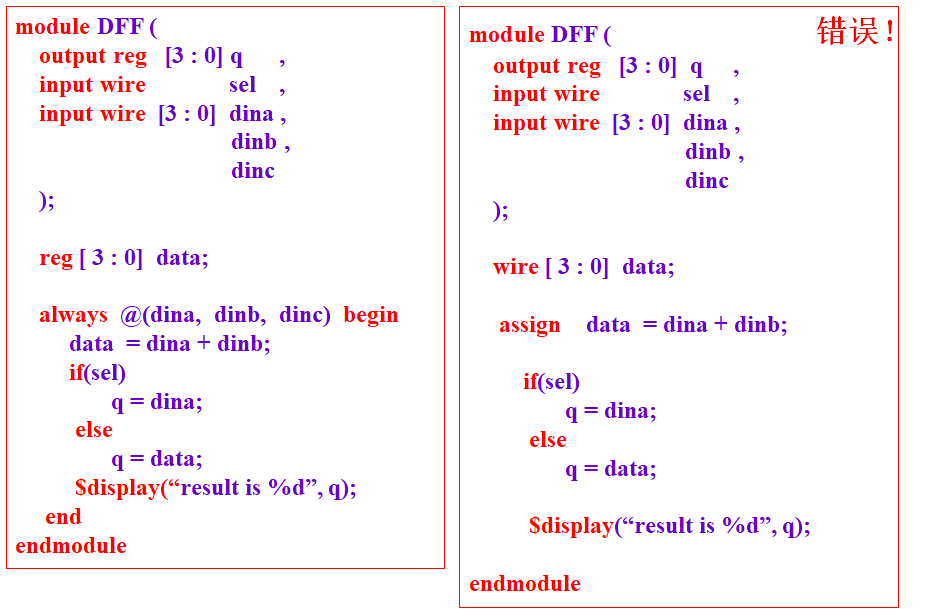 module DFF (
output reg [3 : 0] q ,
input wire sel ,
input wire [3 : 0] dina ,
dinb ,
dinc
);
reg [ 3 : 0] data;
always @(dina, dinb, dinc) begin
data = dina + dinb;
if(sel)
q = dina;
else
q = data;
$display(“result is %d”, q);
end
endmodule
错误！
module DFF (
output reg [3 : 0] q ,
input wire sel ,
input wire [3 : 0] dina ,
dinb ,
dinc
);
wire [ 3 : 0] data;
assign data = dina + dinb;
if(sel)
q = dina;
else
q = data;
$display(“result is %d”, q);
endmodule